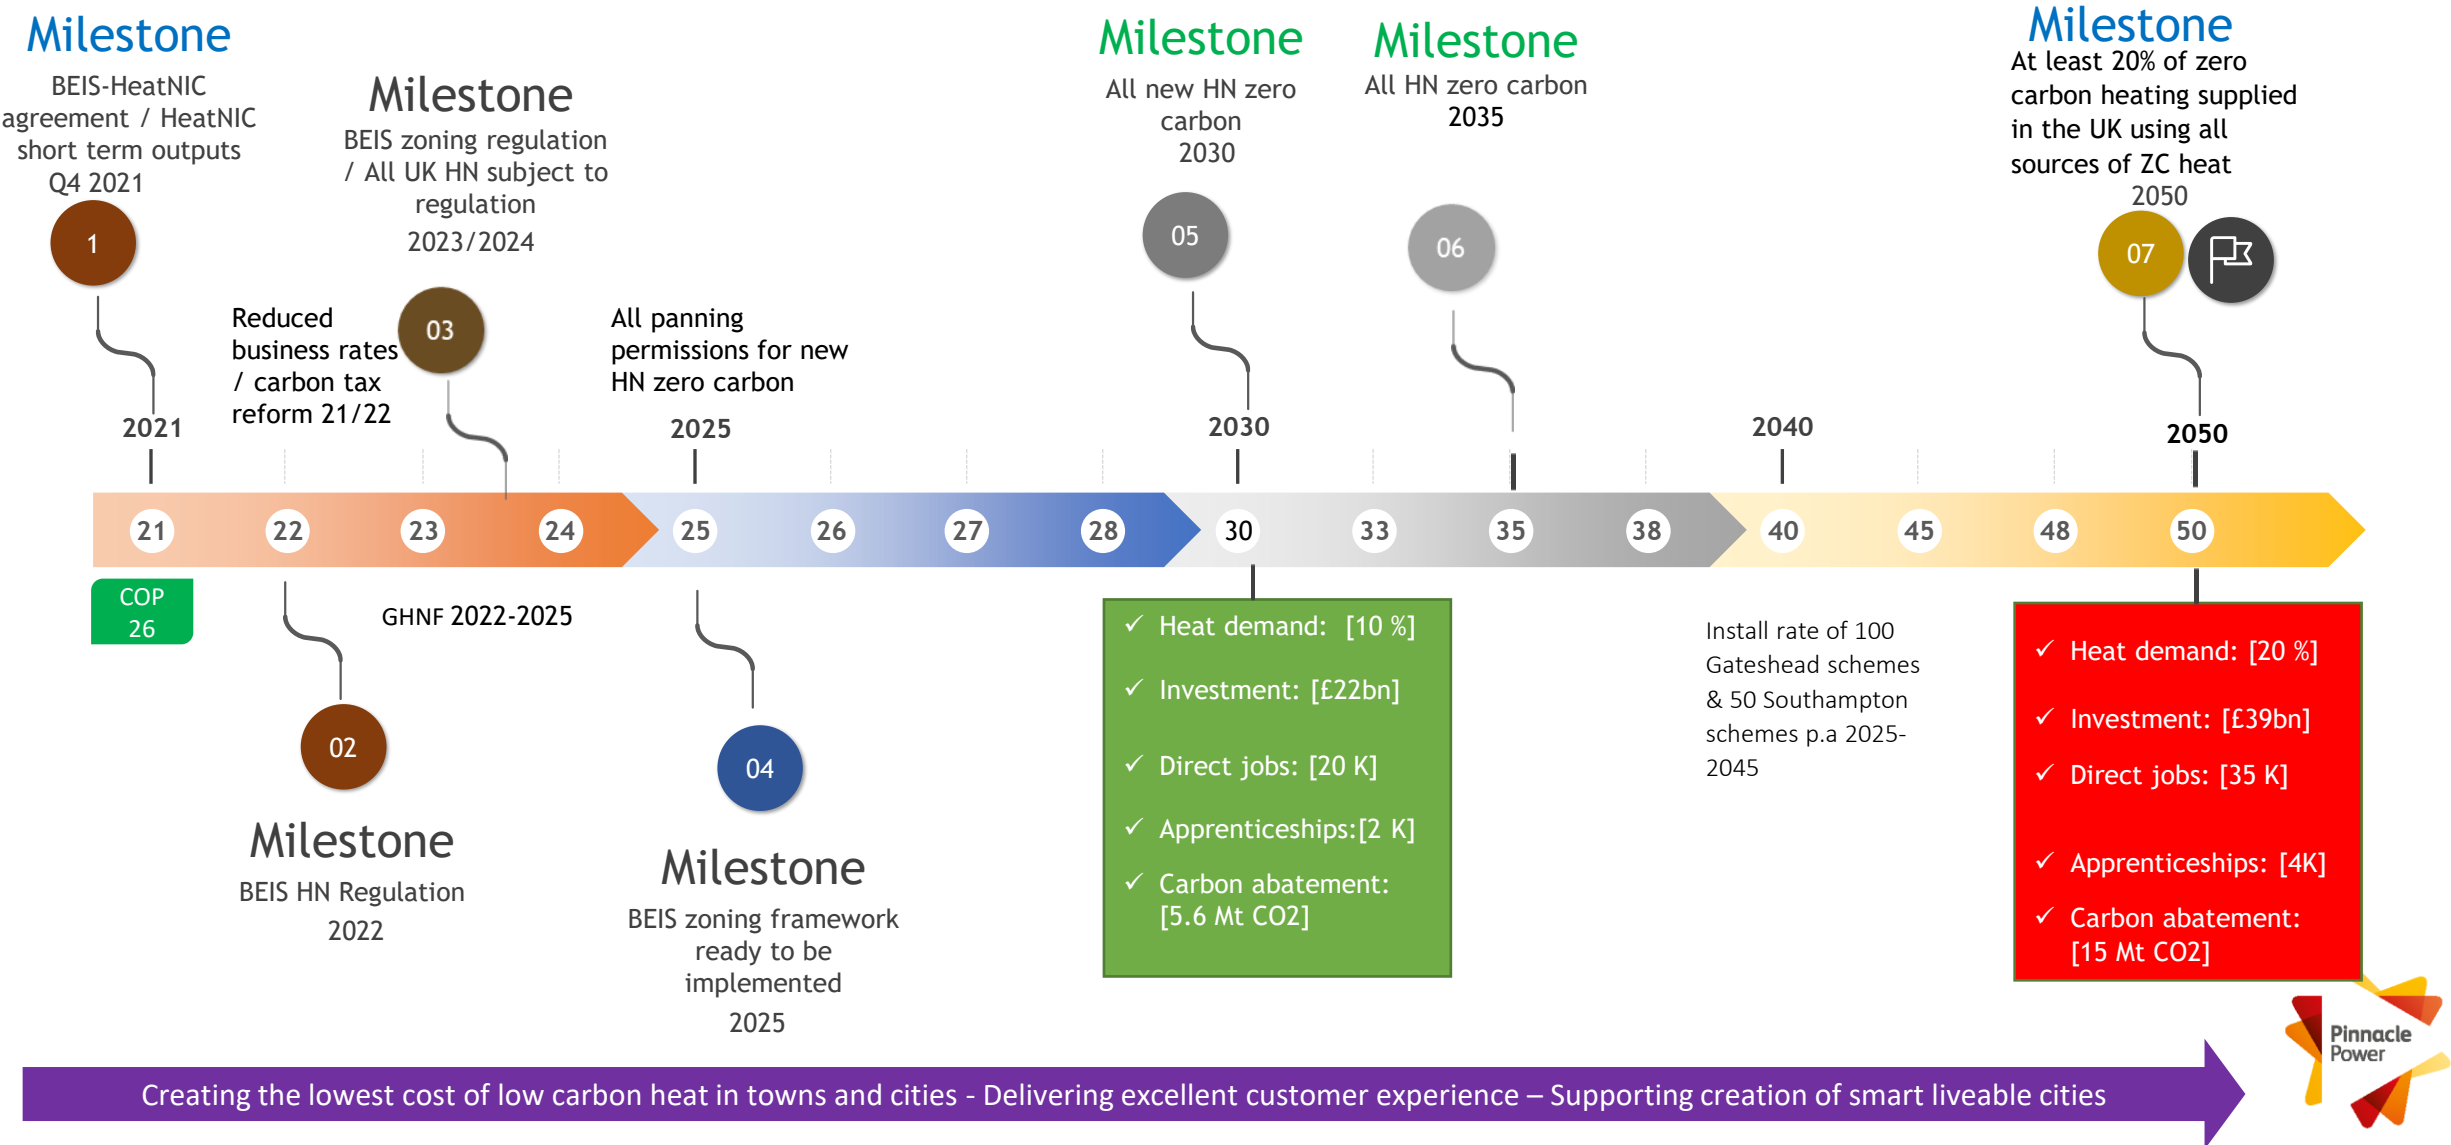 Milestone
BEIS-HeatNIC
agreement / HeatNIC
short term outputs
Q4 2021
1
2021
Reduced
business rates
/ carbon tax
reform 21/22
Milestone
BEIS zoning regulation
/ All UK HN subject to
regulation
2023/2024
03
All panning
permissions for new
HN zero carbon
2025
Milestone
All new HN zero
carbon
2030
05
2030
Milestone
All HN zero carbon
2035
06
2040
Milestone
At least 20% of zero
carbon heating supplied
in the UK using all
sources of ZC heat
2050
07
2050
21 22 23 24 25 26 27 28 30 33 35 38 40 45 48 50
COP
26
02
Milestone
BEIS HN Regulation
2022
GHNF 2022-2025
04
Milestone
BEIS zoning framework
ready to be
implemented
2025
✓ Heat demand: [10 %]
✓ Investment: [£22bn]
✓ Direct jobs: [20 K]
✓ Apprenticeships:[2 K]
✓ Carbon abatement:
[5.6 Mt CO2]
Install rate of 100
Gateshead schemes
& 50 Southampton
schemes p.a 2025-
2045
✓ Heat demand: [20 %]
✓ Investment: [£39bn]
✓ Direct jobs: [35 K]
✓ Apprenticeships: [4K]
✓ Carbon abatement:
[15 Mt CO2]
Pinnacle
Power
Creating the lowest cost of low carbon heat in towns and cities - Delivering excellent customer experience – Supporting creation of smart liveable cities